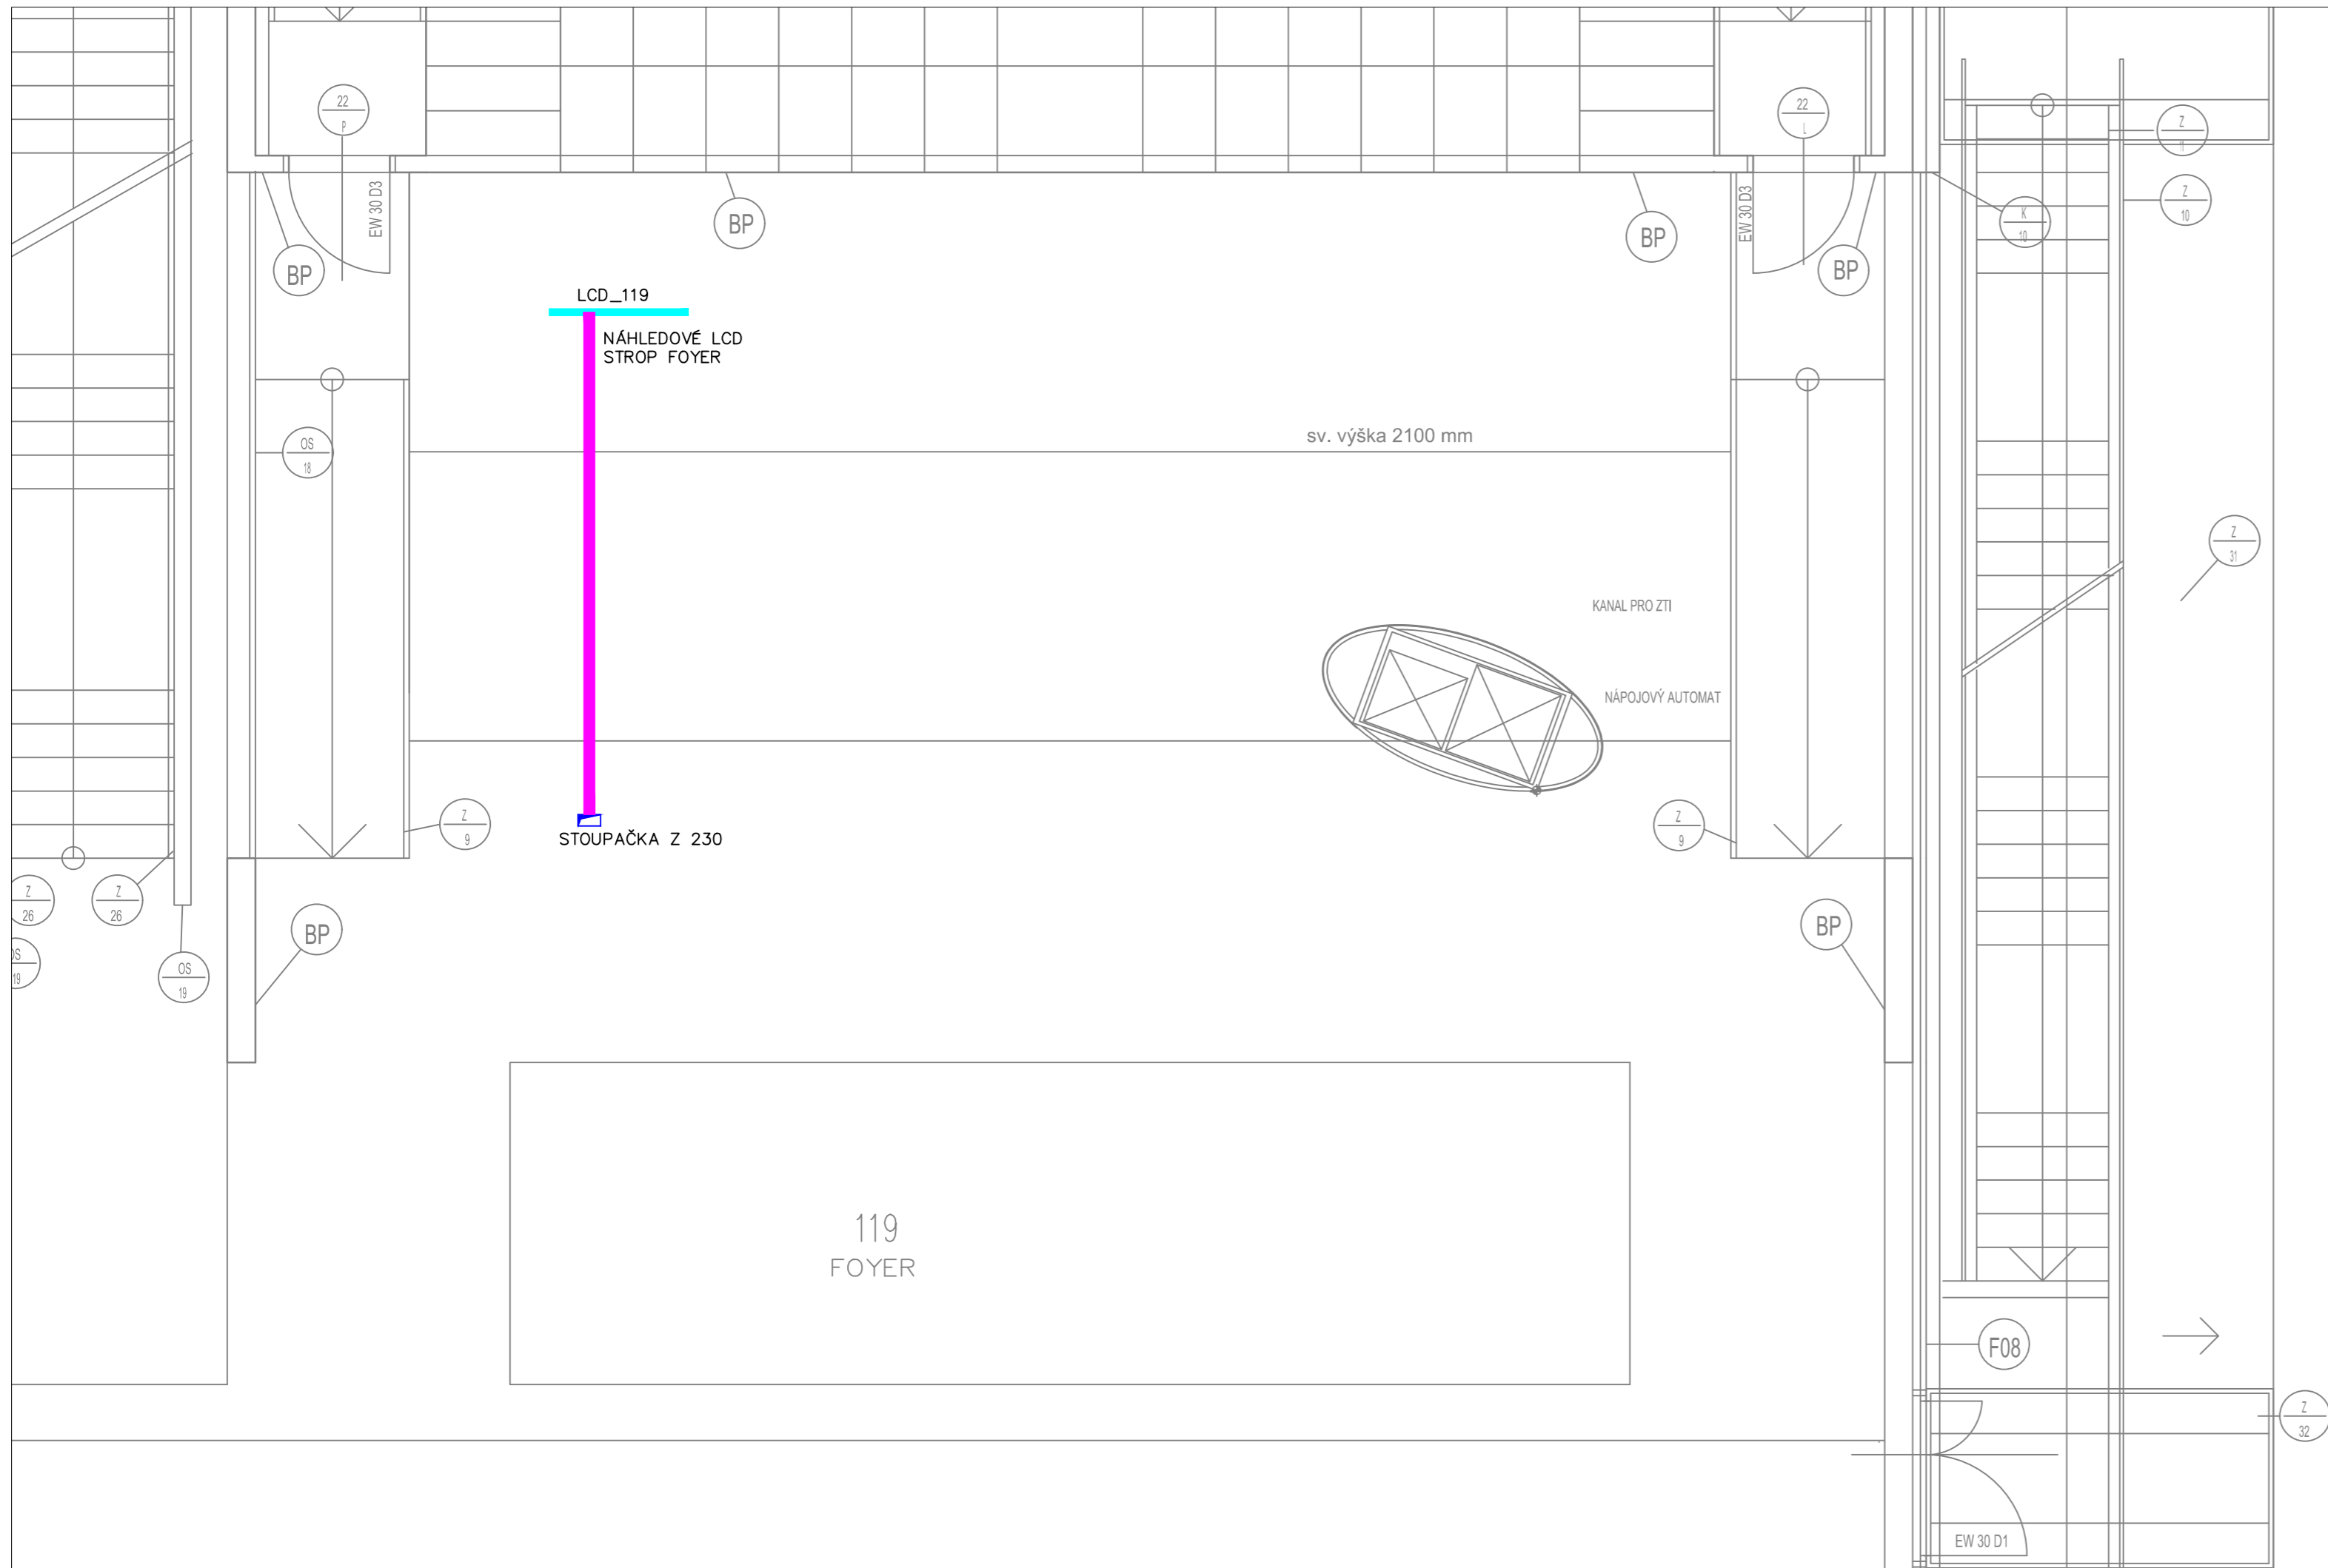 22
P
22
L
Z
11
EW 30 D3
EW 30 D3
Z
10
BP
BP
K
10
BP
BP
LCD_119
NÁHLEDOVÉ LCD
STROP FOYER
sv. výška 2100 mm
OS
18
Z
31
KANAL PRO ZTI
NÁPOJOVÝ AUTOMAT
Z
9
Z
9
STOUPAČKA Z 230
Z
26
Z
26
BP
BP
OS
19
OS
19
119
FOYER
F08
Z
32
EW 30 D1